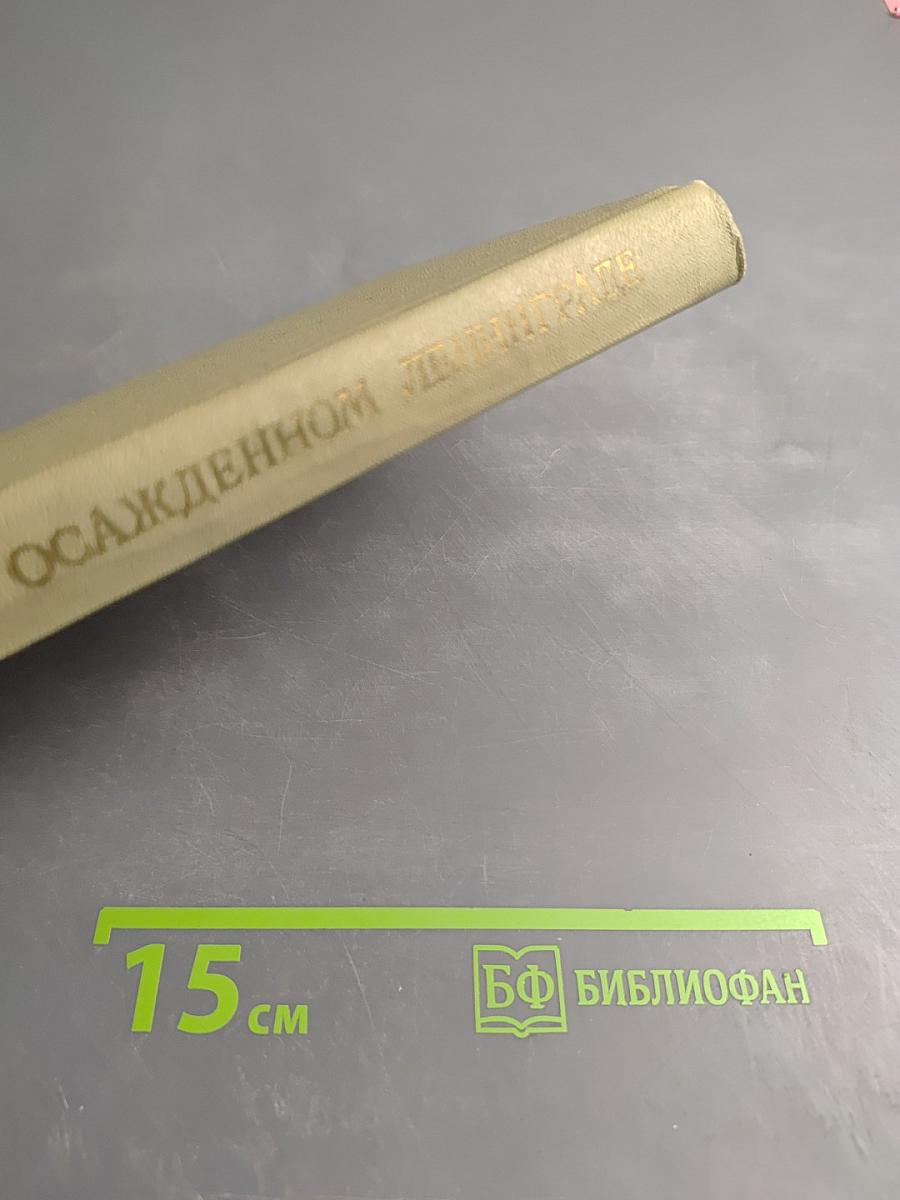 ОСАЖДЕННОМ ЛЕНИНГРАДЕ
15 см
БФ БИБЛИОФАН